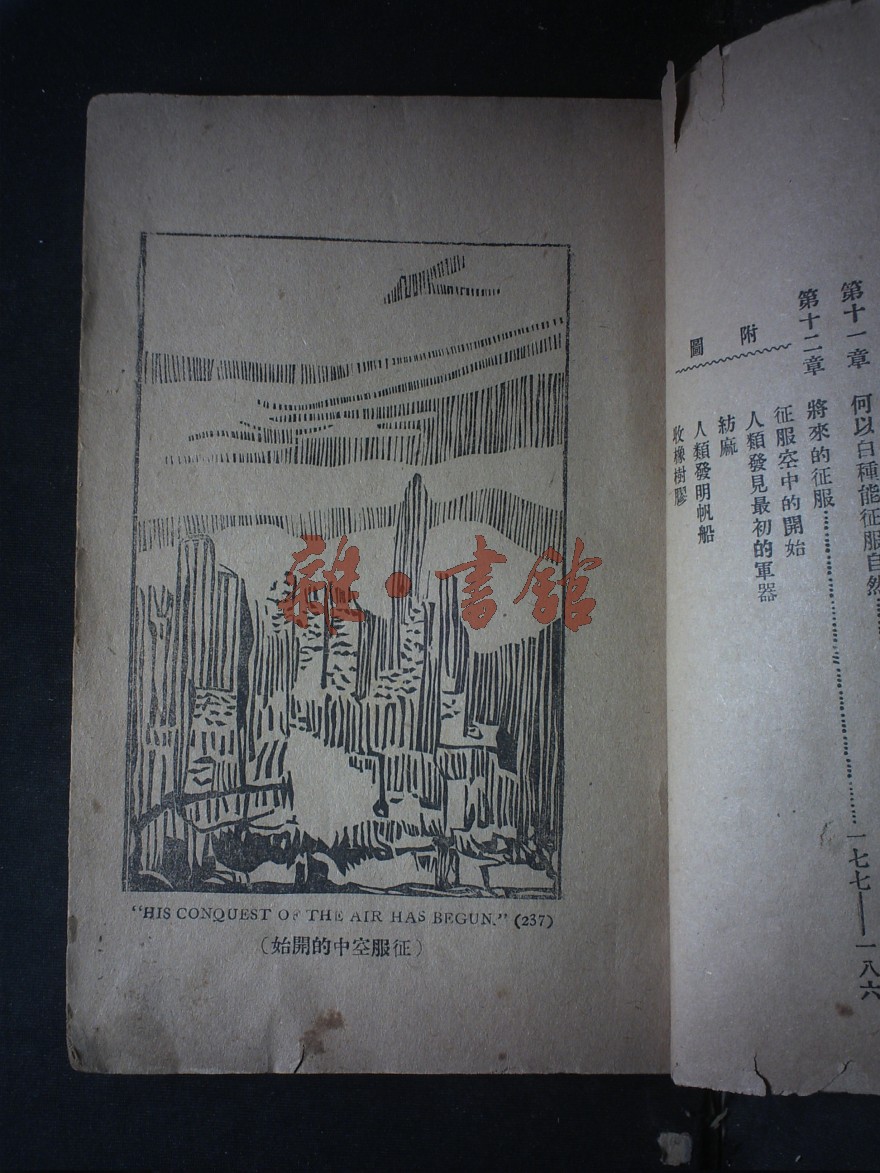 第十一章 何以白種能征服自然……
第十二章 將來的征服……一七七——一八六
附圖
征服空中的開始
人類發見最初的軍器
紡麻
人類發明帆船
收橡樹膠
"HIS CONQUEST OF THE AIR HAS BEGUN." (237)
(征服空中的開始)
雜·書館